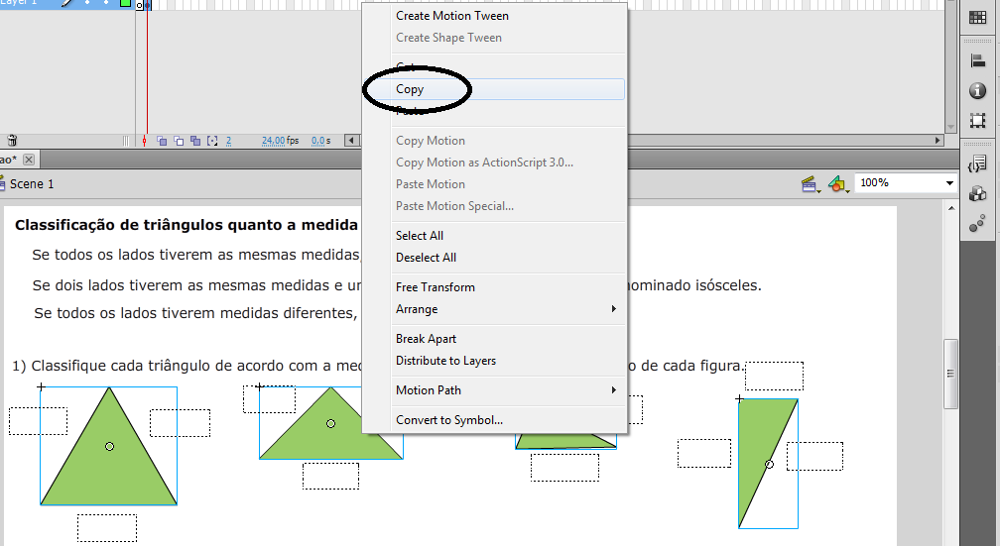 Layer 1
2 24.00 fps 0.0 s
ao*
Scene 1
100%
Create Motion Tween
Create Shape Tween
Cut
Copy
Paste
Copy Motion
Copy Motion as ActionScript 3.0...
Paste Motion
Paste Motion Special...
Select All
Deselect All
Free Transform
Arrange
Break Apart
Distribute to Layers
Motion Path
Convert to Symbol...
Classificação de triângulos quanto a medida
Se todos os lados tiverem as mesmas medidas,
Se dois lados tiverem as mesmas medidas e um nominado isósceles.
Se todos os lados tiverem medidas diferentes,
1) Classifique cada triângulo de acordo com a med o de cada figura.